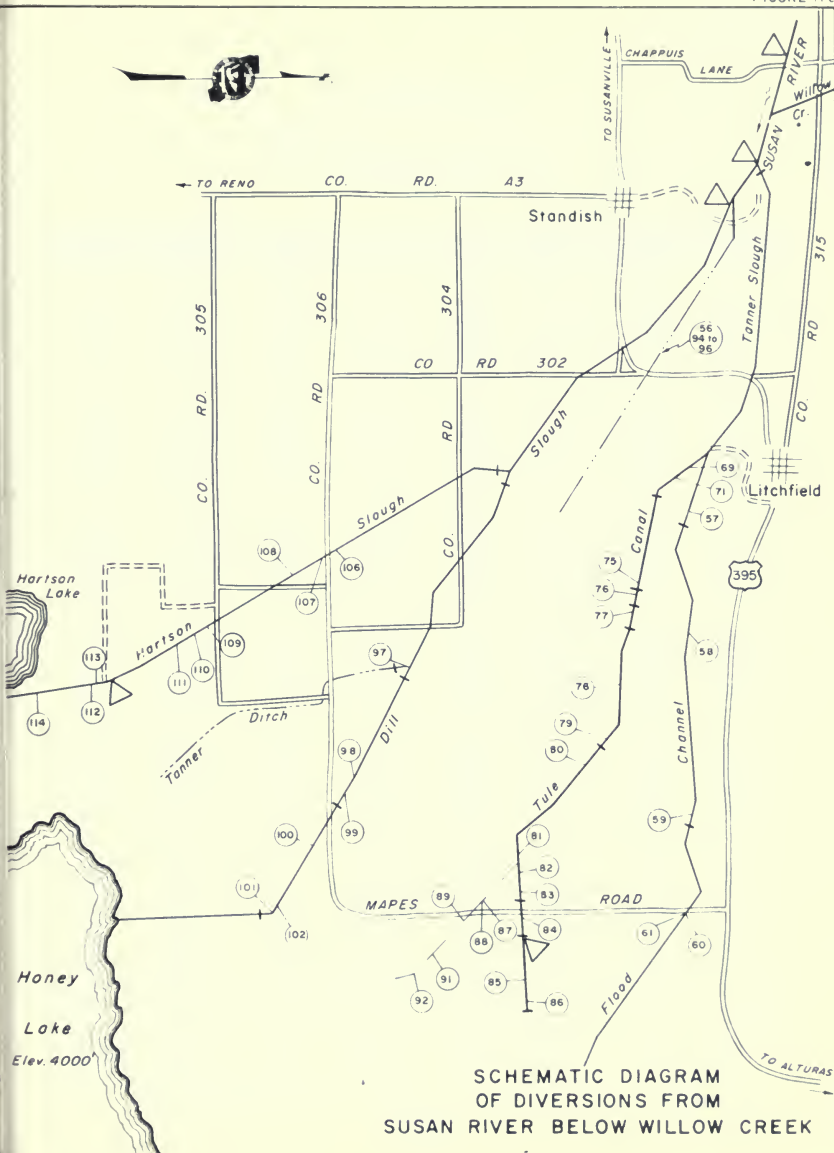 CHAPPUIS
LANE
TO SUSANVILLE
RIVER
SUSAN
Willow
Cr.
TO RENO
CO. RD. A3
Standish
Tanner Slough
CO. RD 315
305
306
304
CO. RD.
CO. RD
CO. RD
CO RD 302
56
94 to
96
Slough
Slough
69
71
57
Litchfield
395
Canal
75
76
77
58
108
106
107
Hartson
Lake
Hartson
109
110
111
113
112
114
97
Tanner Ditch
Dill
98
99
100
101
102
78
79
80
Tule
Channel
59
81
82
83
84
MAPES ROAD
89
88
87
91
92
85
86
61
60
Flood
Honey
Lake
Elev. 4000'
TO ALTURAS
SCHEMATIC DIAGRAM
OF DIVERSIONS FROM
SUSAN RIVER BELOW WILLOW CREEK